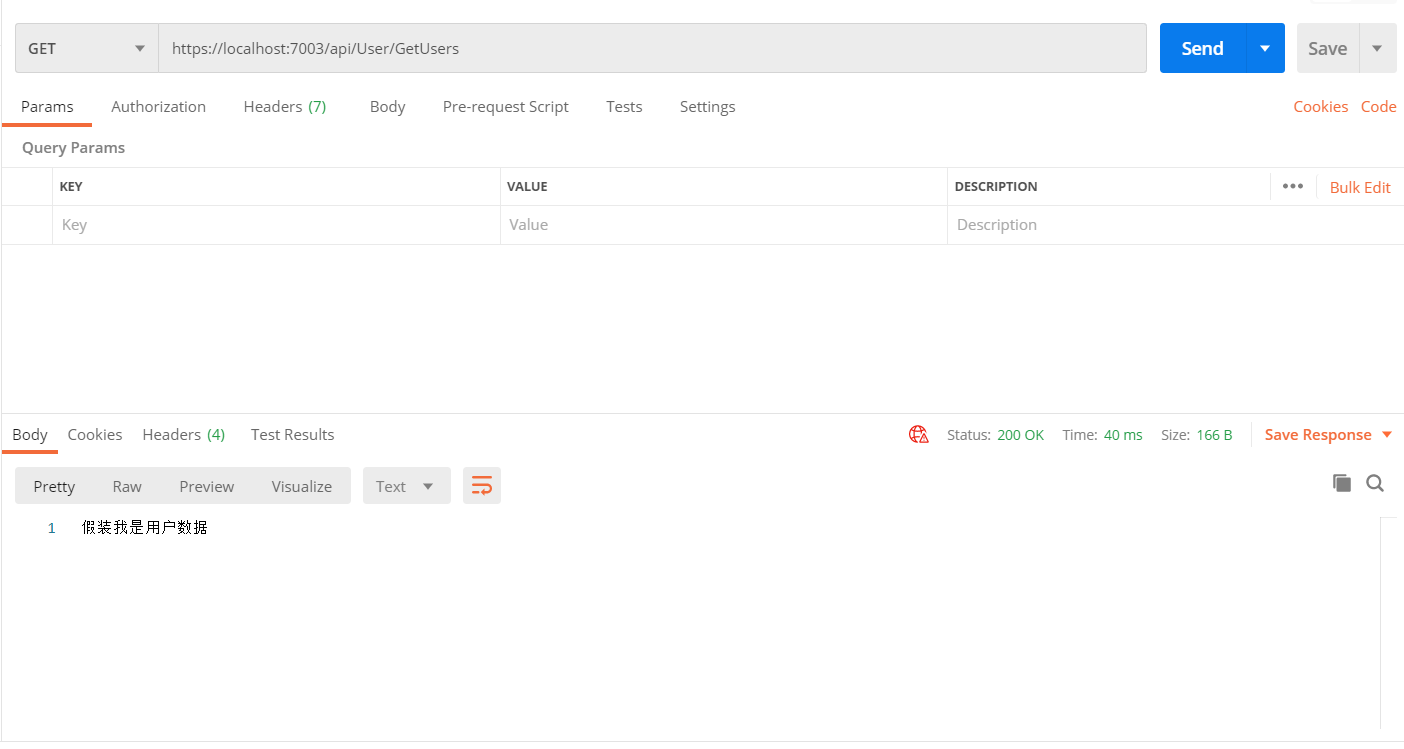 GET https://localhost:7003/api/User/GetUsers Send Save
Params Authorization Headers (7) Body Pre-request Script Tests Settings Cookies Code
Query Params
KEY VALUE DESCRIPTION ••• Bulk Edit
Key Value Description
Body Cookies Headers (4) Test Results Status: 200 OK Time: 40 ms Size: 166 B Save Response
Pretty Raw Preview Visualize Text
1 假装我是用户数据